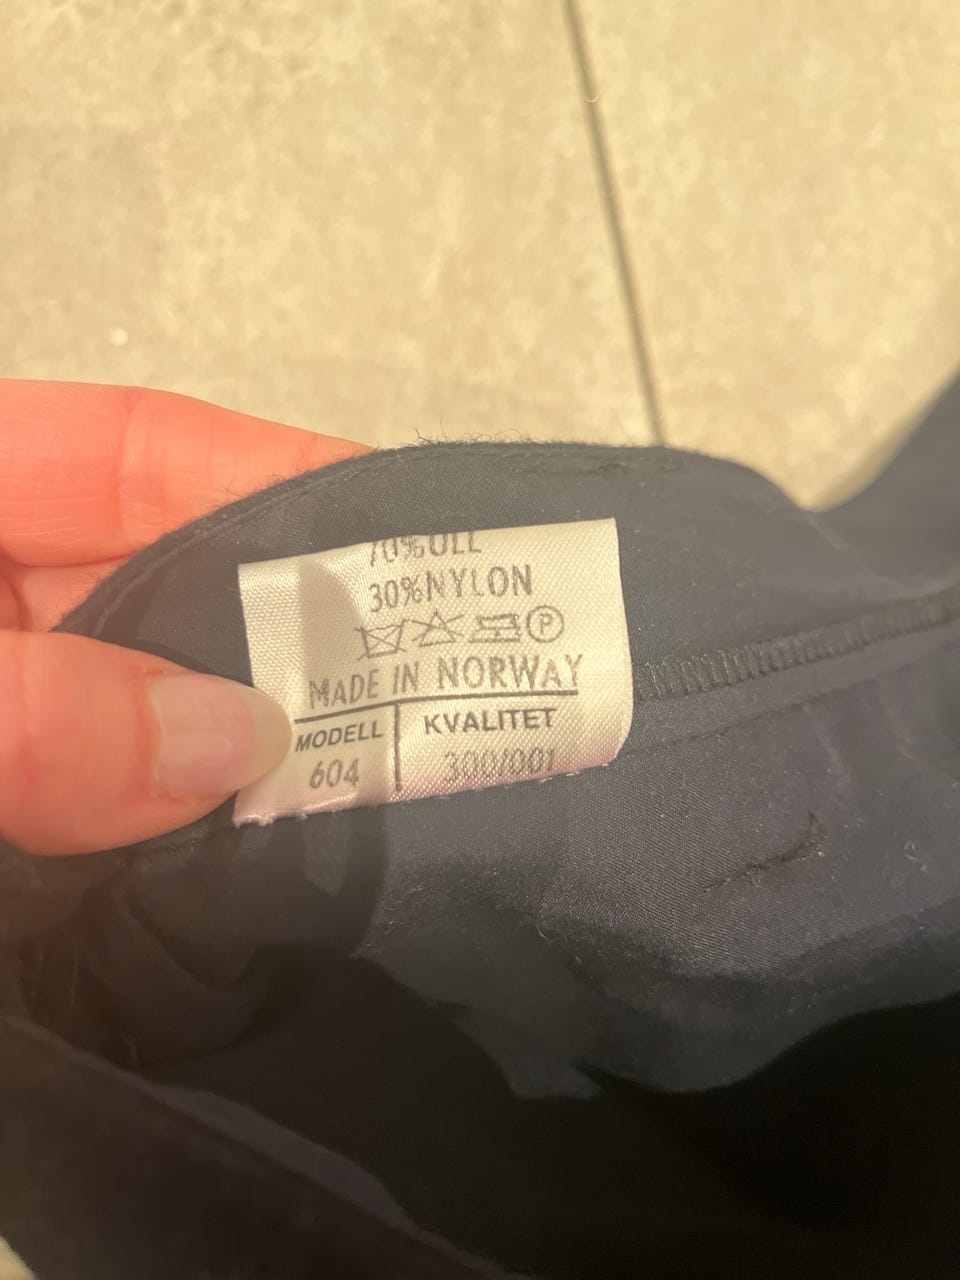 70%ULL
30%NYLON
P
MADE IN NORWAY
MODELL KVALITET
604 300/001